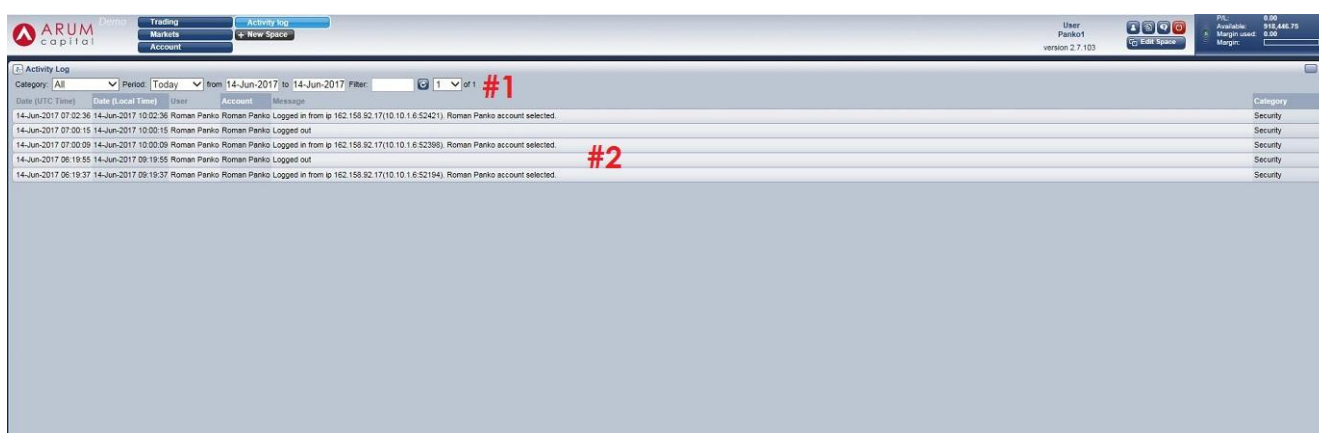 ARUM
capital
Demo
Trading
Markets
Account
Activity log
+ New Space
User
Panko1
version 2.7.103
Edit Space
P/L: 0.00
Available: 918,446.75
Margin used: 0.00
Margin:
Activity Log
Category: All Period: Today from 14-Jun-2017 to 14-Jun-2017 Filter: 1 of 1 #1
Date (UTC Time) Date (Local Time) User Account Message Category
14-Jun-2017 07:02:36 14-Jun-2017 10:02:36 Roman Panko Roman Panko Logged in from ip 162.158.92.17(10.10.1.6:52421). Roman Panko account selected. Security
14-Jun-2017 07:00:15 14-Jun-2017 10:00:15 Roman Panko Roman Panko Logged out Security
14-Jun-2017 07:00:09 14-Jun-2017 10:00:09 Roman Panko Roman Panko Logged in from ip 162.158.92.17(10.10.1.6:52398). Roman Panko account selected. Security
#2
14-Jun-2017 06:19:55 14-Jun-2017 09:19:55 Roman Panko Roman Panko Logged out Security
14-Jun-2017 06:19:37 14-Jun-2017 09:19:37 Roman Panko Roman Panko Logged in from ip 162.158.92.17(10.10.1.6:52194). Roman Panko account selected. Security